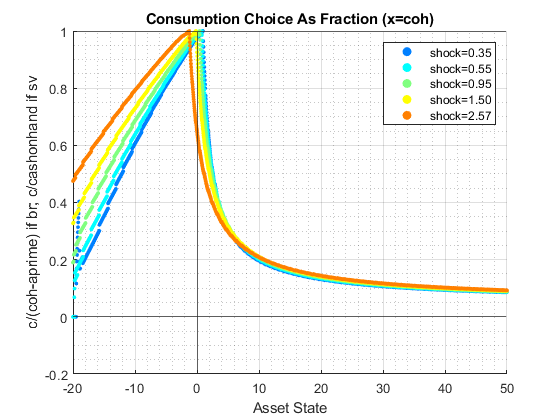 Consumption Choice As Fraction (x=coh)
c/(coh-aprime) if br; c/cashonhand if sv
1
0.8
0.6
0.4
0.2
0
-0.2
shock=0.35
shock=0.55
shock=0.95
shock=1.50
shock=2.57
-20
-10
0
10
20
30
40
50
Asset State